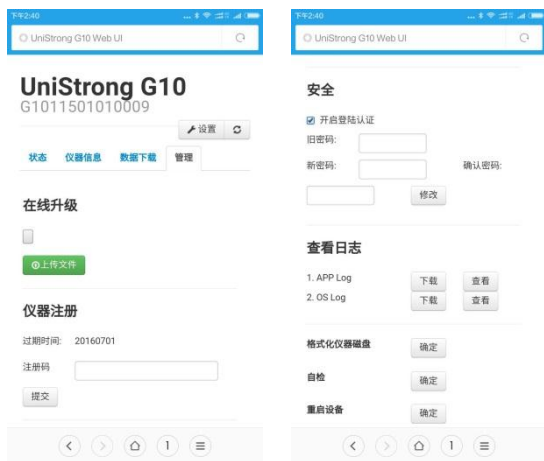 下午2:40
UniStrong G10 Web UI
UniStrong G10
G1011501010009
设置
状态 仪器信息 数据下载 管理
在线升级
上传文件
仪器注册
过期时间: 20160701
注册码
提交
1
下午2:40
UniStrong G10 Web UI
安全
开启登陆认证
旧密码:
新密码: 确认密码:
修改
查看日志
1. APP Log 下载 查看
2. OS Log 下载 查看
格式化仪器磁盘 确定
自检 确定
重启设备 确定
1